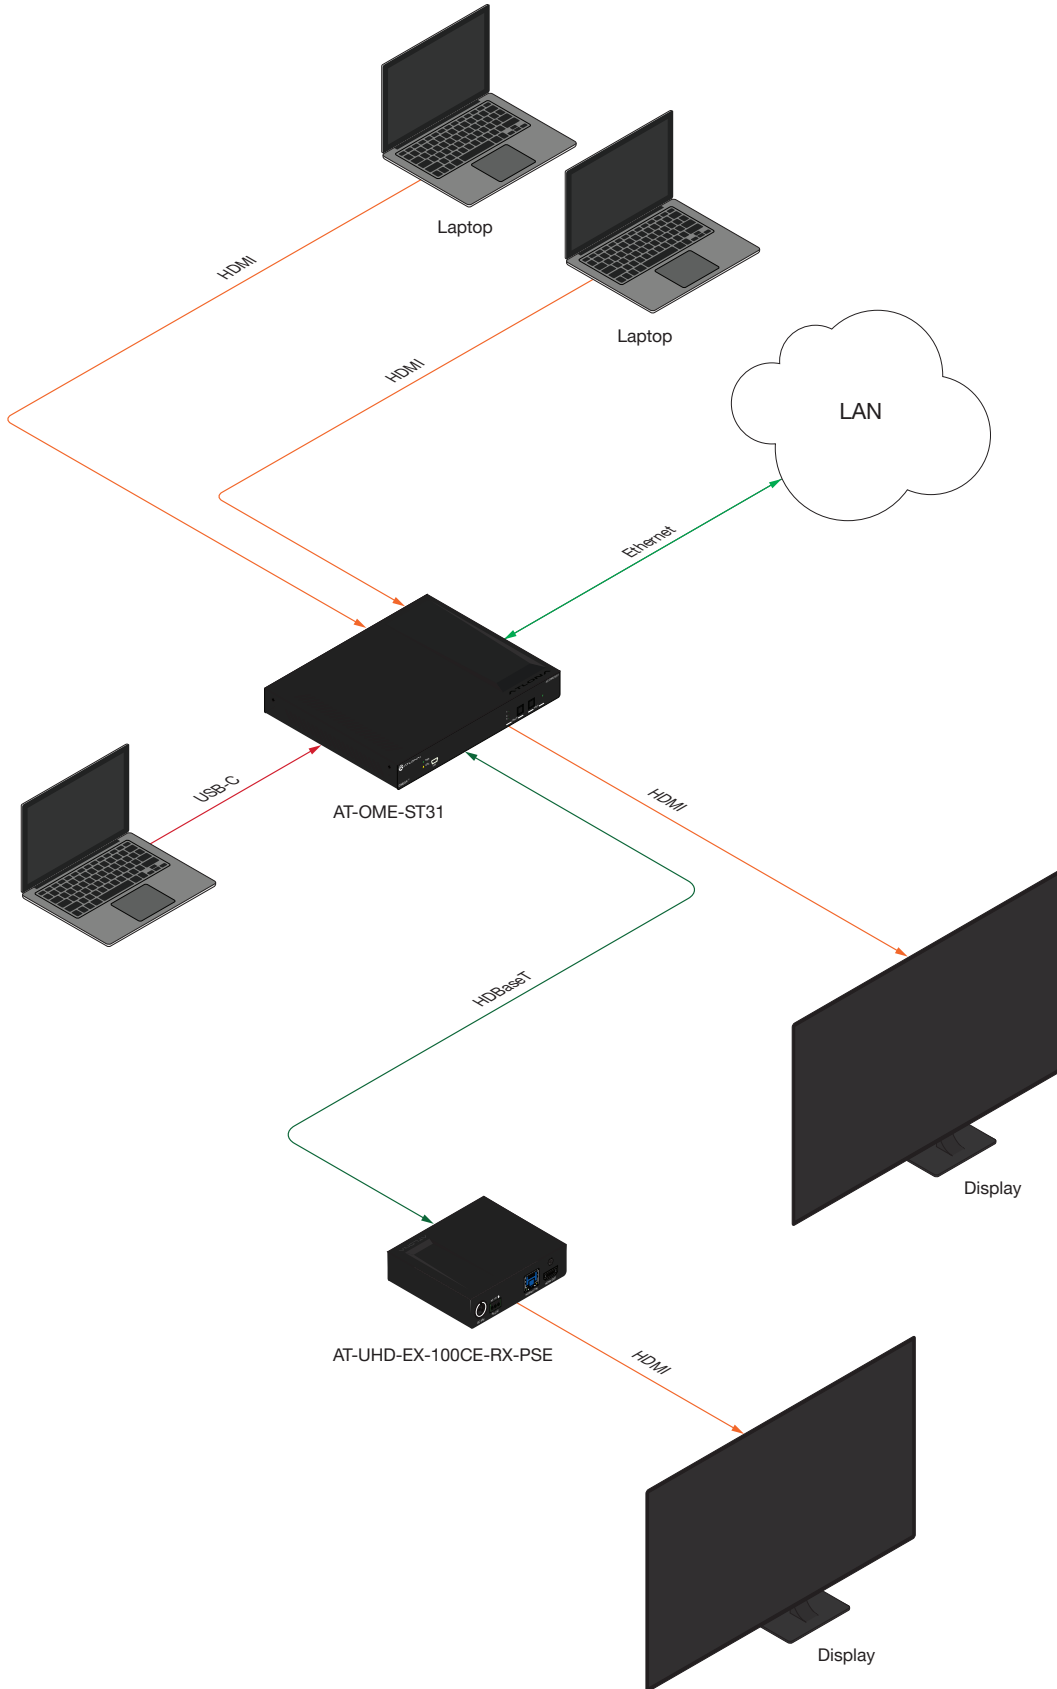 Laptop
HDMI
Laptop
HDMI
LAN
Ethernet
USB-C
AT-OME-ST31
HDMI
HDBaseT
Display
AT-UHD-EX-100CE-RX-PSE
HDMI
Display